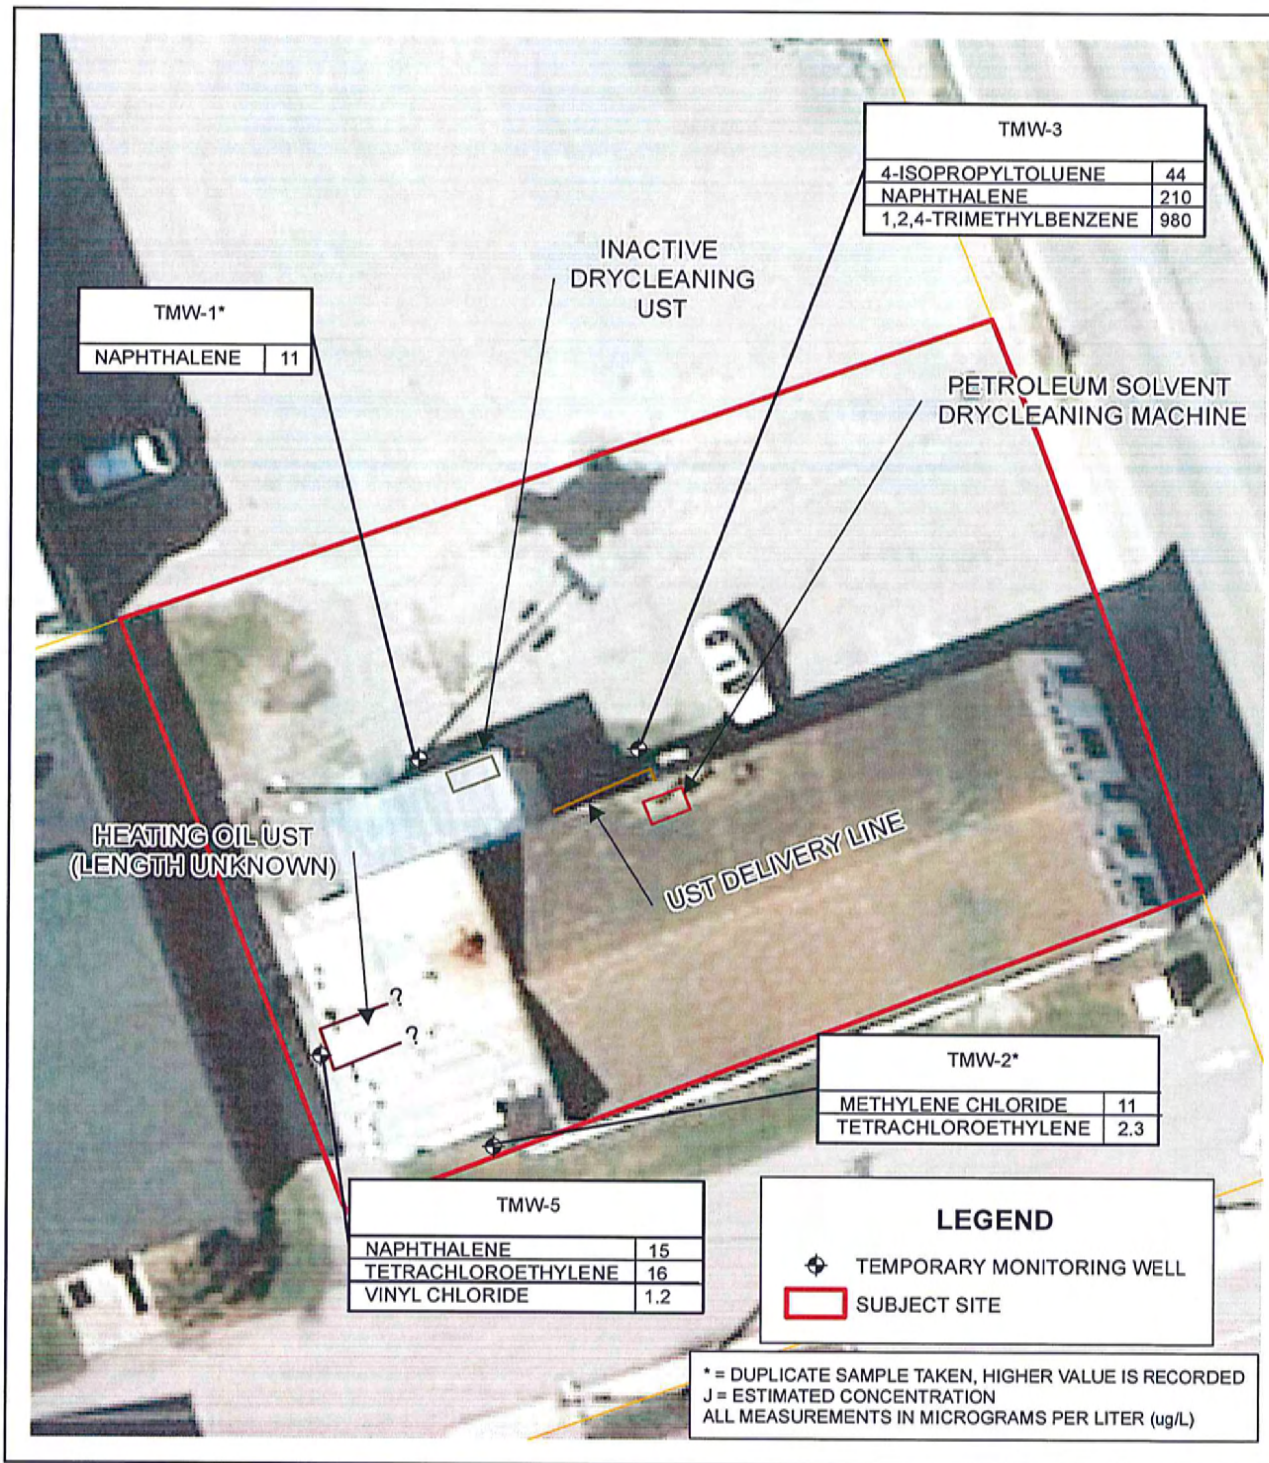 TMW-3
4-ISOPROPYLTOLUENE 44
NAPHTHALENE 210
1,2,4-TRIMETHYLBENZENE 980
INACTIVE
DRYCLEANING
UST
TMW-1*
NAPHTHALENE 11
PETROLEUM SOLVENT
DRYCLEANING MACHINE
HEATING OIL UST
(LENGTH UNKNOWN)
UST DELIVERY LINE
?
?
TMW-2*
METHYLENE CHLORIDE 11
TETRACHLOROETHYLENE 2.3
TMW-5
NAPHTHALENE 15
TETRACHLOROETHYLENE 16
VINYL CHLORIDE 1.2
LEGEND
TEMPORARY MONITORING WELL
SUBJECT SITE
* = DUPLICATE SAMPLE TAKEN, HIGHER VALUE IS RECORDED
J = ESTIMATED CONCENTRATION
ALL MEASUREMENTS IN MICROGRAMS PER LITER (ug/L)